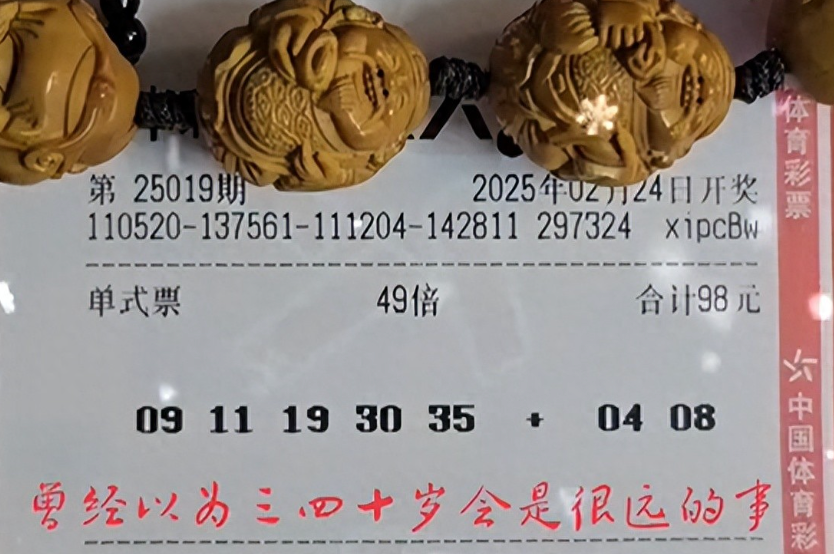 第 25019期 2025年02月24日开奖
110520-137561-111204-142811 297324 xipcBw
单式票 49倍 合计98元
09 11 19 30 35 + 04 08
曾经以为三四十岁会是很远的事
体育彩票
中国体育彩